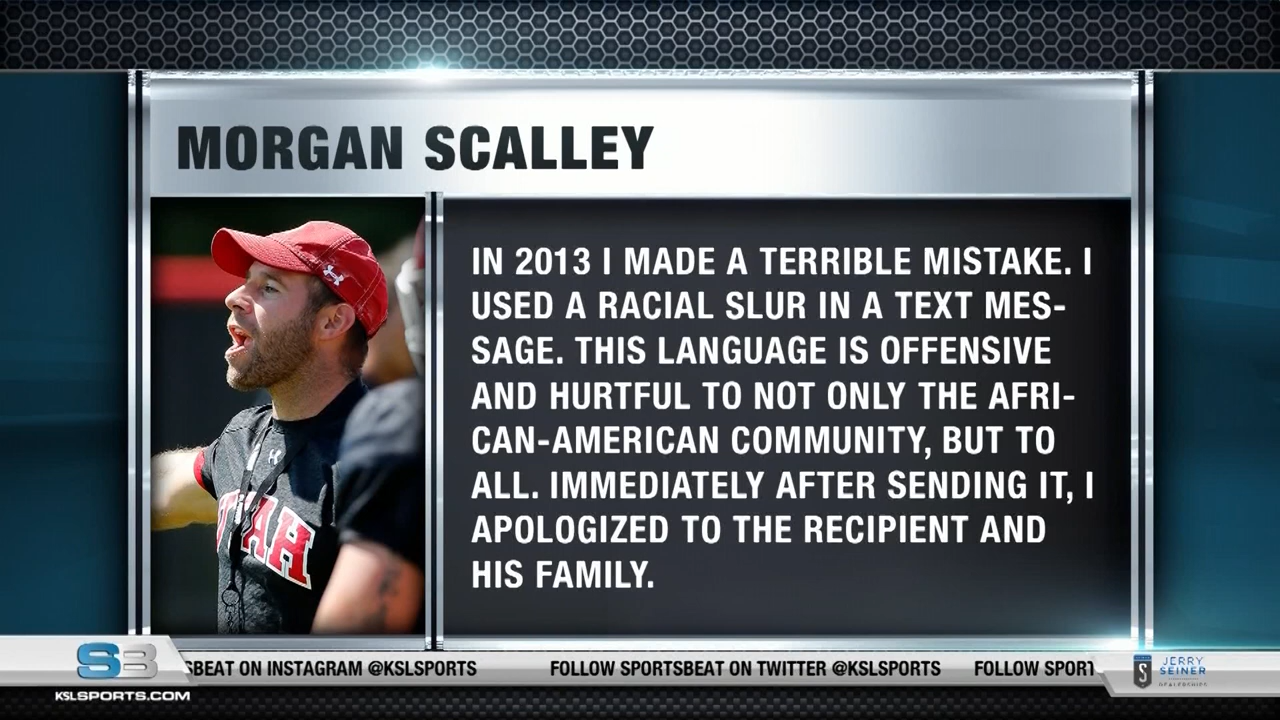 MORGAN SCALLEY
IN 2013 I MADE A TERRIBLE MISTAKE. I
USED A RACIAL SLUR IN A TEXT MES-
SAGE. THIS LANGUAGE IS OFFENSIVE
AND HURTFUL TO NOT ONLY THE AFRI-
CAN-AMERICAN COMMUNITY, BUT TO
ALL. IMMEDIATELY AFTER SENDING IT, I
APOLOGIZED TO THE RECIPIENT AND
HIS FAMILY.
UTAH
SB
SBEAT ON INSTAGRAM @KSLSPORTS FOLLOW SPORTSBEAT ON TWITTER @KSLSPORTS FOLLOW SPORT
S
JERRY
SEINER
DEALERSHIPS
KSLSPORTS.COM